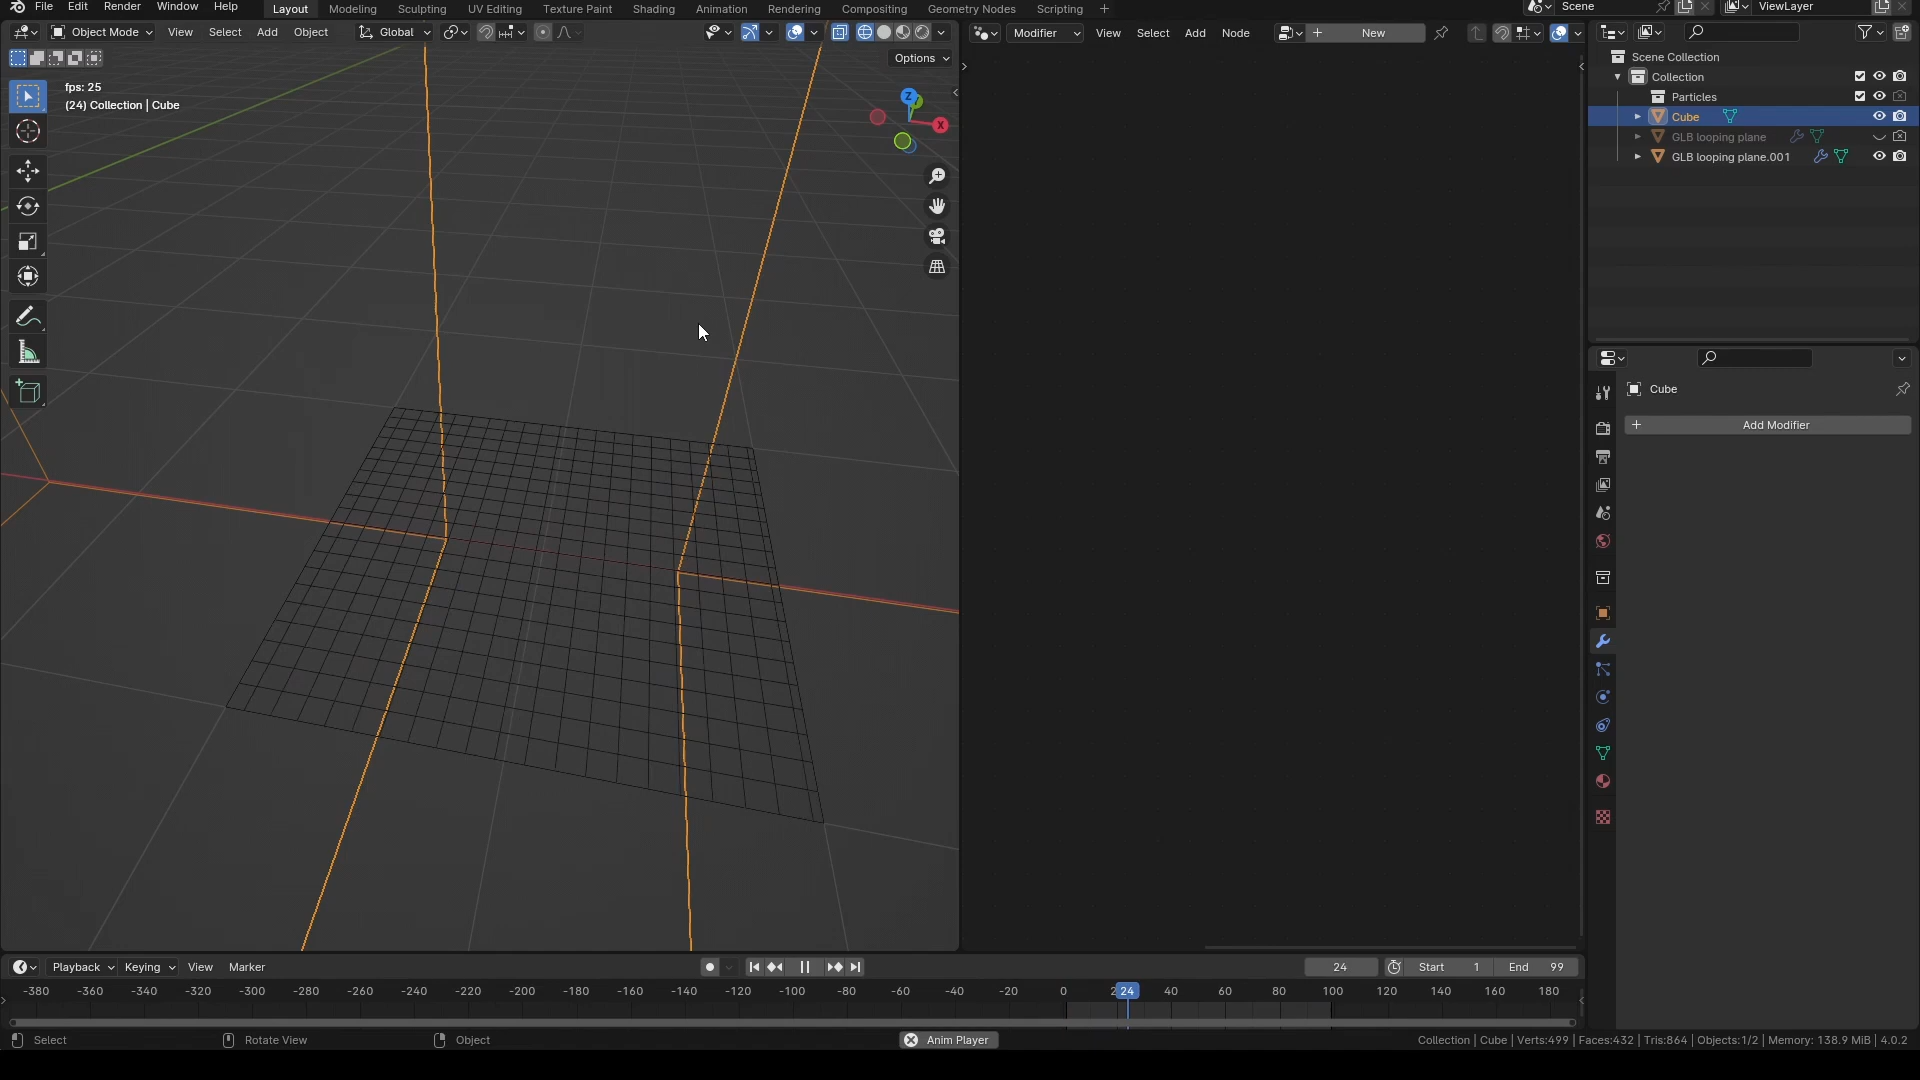 File Edit Render Window Help Layout Modeling Sculpting UV Editing Texture Paint Shading Animation Rendering Compositing Geometry Nodes Scripting + Scene ViewLayer
Object Mode View Select Add Object Global Modifier View Select Add Node + New
Options
fps: 25
(24) Collection | Cube
Z
X
Scene Collection
Collection
Particles
Cube
GLB looping plane
GLB looping plane.001
Cube
+ Add Modifier
Playback Keying View Marker 24 Start 1 End 99
-380 -360 -340 -320 -300 -280 -260 -240 -220 -200 -180 -160 -140 -120 -100 -80 -60 -40 -20 0 24 40 60 80 100 120 140 160 180
Select Rotate View Object Anim Player Collection | Cube | Verts:499 | Faces:432 | Tris:864 | Objects:1/2 | Memory: 138.9 MiB | 4.0.2